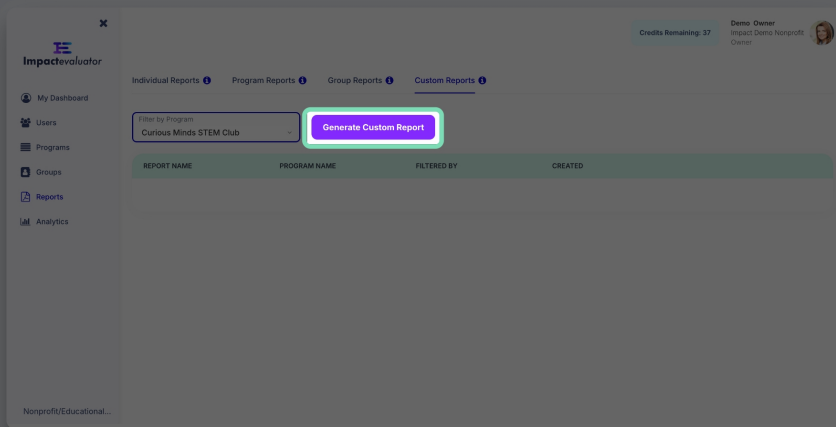 Credits Remaining: 37
Demo Owner
Impact Demo Nonprofit
Owner
Impactevaluator
Individual Reports
Program Reports
Group Reports
Custom Reports
My Dashboard
Users
Programs
Groups
Reports
Analytics
Filter by Program
Curious Minds STEM Club
Generate Custom Report
REPORT NAME
PROGRAM NAME
FILTERED BY
CREATED
Nonprofit/Educational...